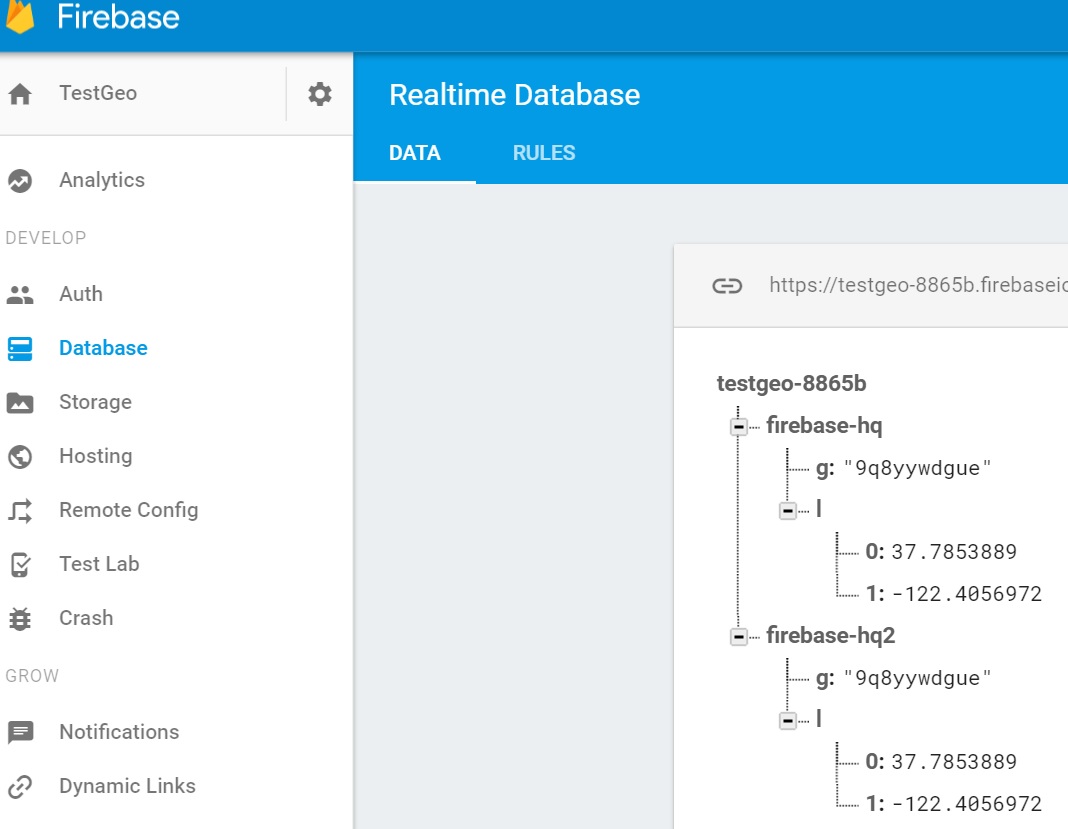 Firebase
TestGeo
Analytics
DEVELOP
Auth
Database
Storage
Hosting
Remote Config
Test Lab
Crash
GROW
Notifications
Dynamic Links
Realtime Database
DATA RULES
https://testgeo-8865b.firebaseio
testgeo-8865b
firebase-hq
g: "9q8yywdgue"
l
0: 37.7853889
1: -122.4056972
firebase-hq2
g: "9q8yywdgue"
l
0: 37.7853889
1: -122.4056972